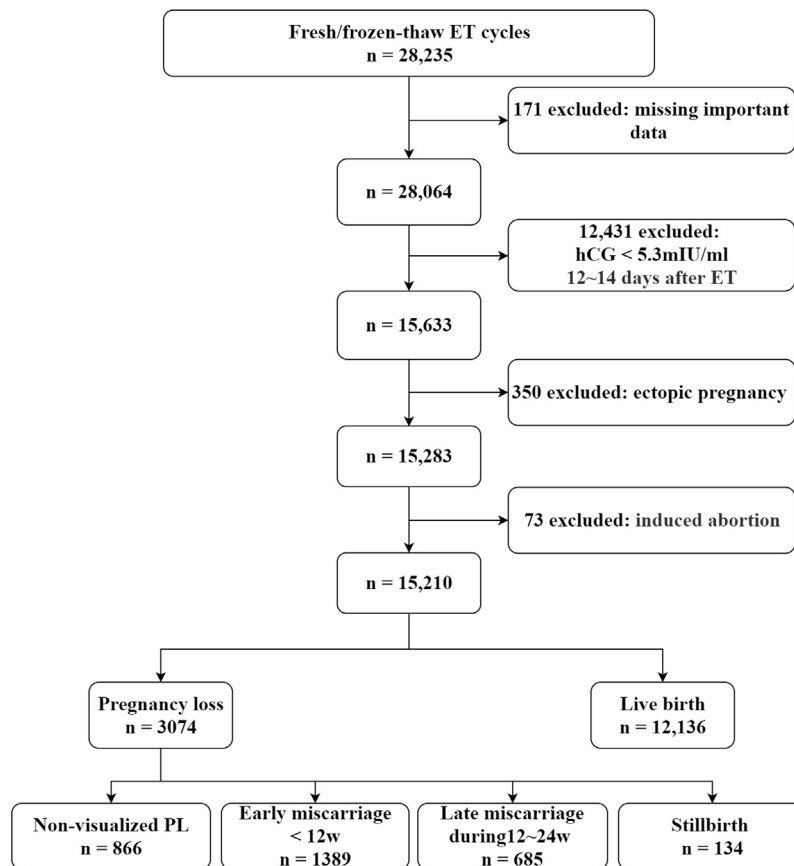 Fresh/frozen-thaw ET cycles
n = 28,235
171 excluded: missing important
data
n = 28,064
12,431 excluded:
hCG < 5.3mIU/ml
12~14 days after ET
n = 15,633
350 excluded: ectopic pregnancy
n = 15,283
73 excluded: induced abortion
n = 15,210
Pregnancy loss
n = 3074
Live birth
n = 12,136
Non-visualized PL
n = 866
Early miscarriage
< 12w
n = 1389
Late miscarriage
during12~24w
n = 685
Stillbirth
n = 134